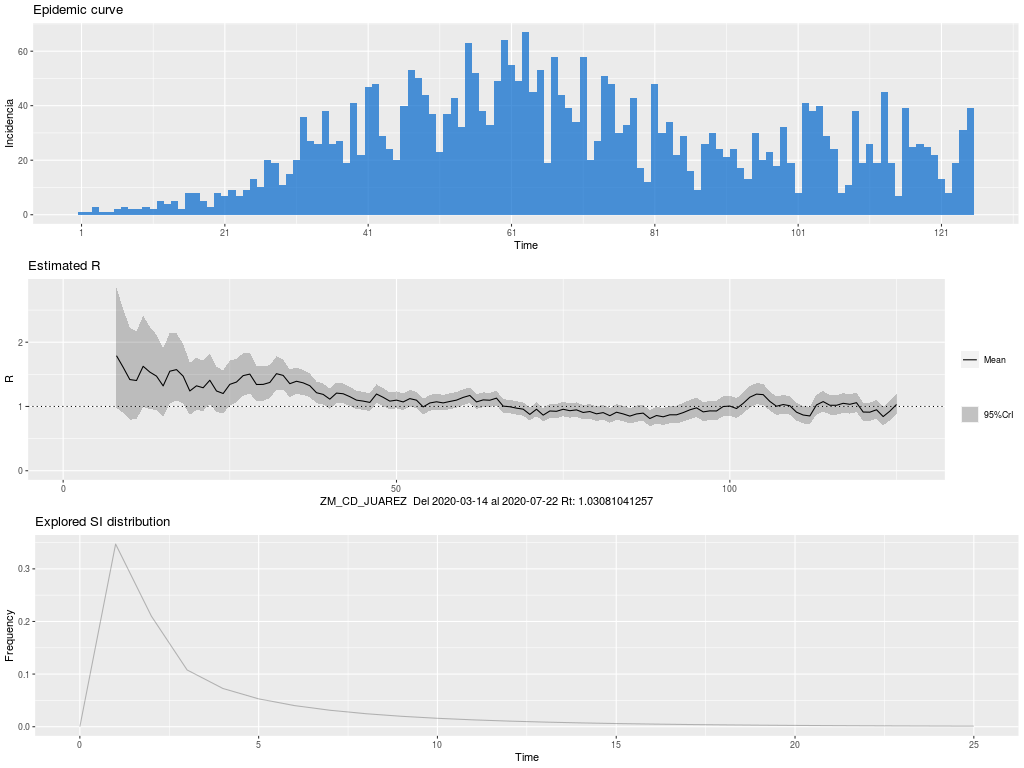 Epidemic curve
60
40
20
0
Incidencia
1 21 41 61 81 101 121
Time
Estimated R
2
1
0
R
Mean
95%CrI
0 50 100
ZM_CD_JUAREZ Del 2020-03-14 al 2020-07-22 Rt: 1.03081041257
Explored SI distribution
0.3
0.2
0.1
0.0
Frequency
0 5 10 15 20 25
Time